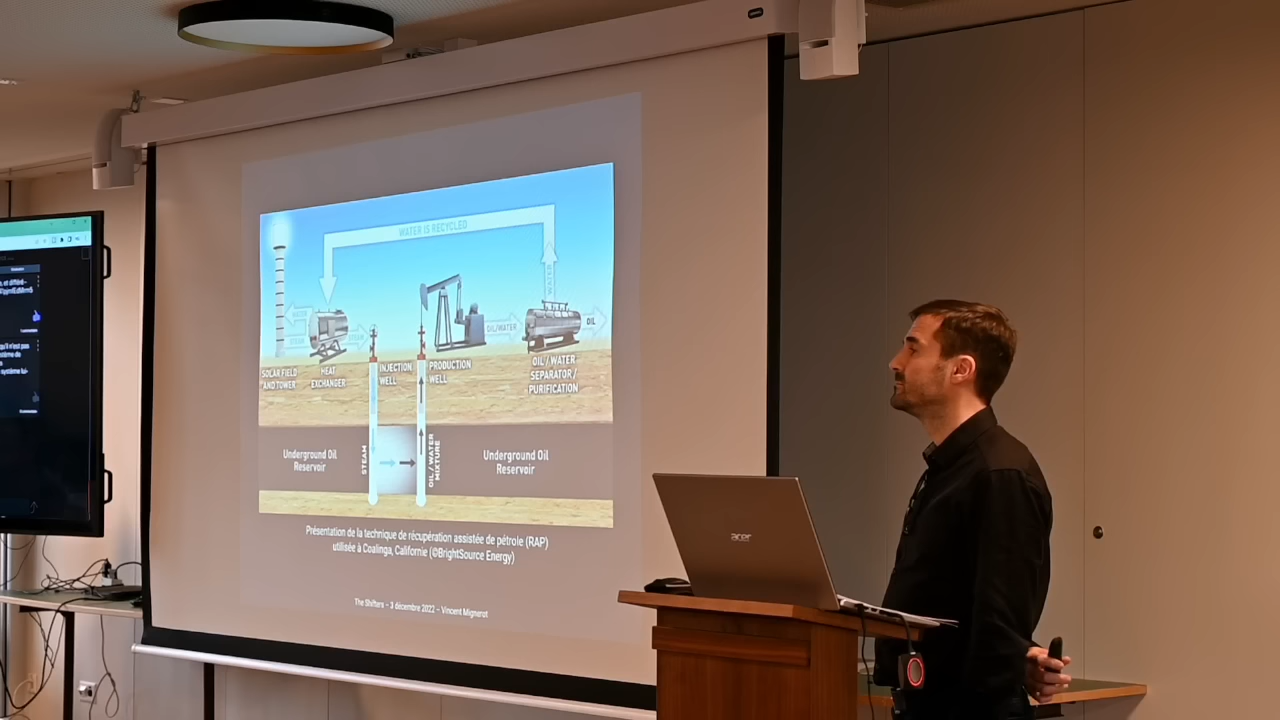 WATER IS RECYCLED
WATER
WATER
STEAM
STEAM
OIL/WATER
OIL
SOLAR FIELD
AND TOWER
HEAT
EXCHANGER
INJECTION
WELL
PRODUCTION
WELL
OIL / WATER
SEPARATOR /
PURIFICATION
Underground Oil
Reservoir
STEAM
OIL / WATER
MIXTURE
Underground Oil
Reservoir
Présentation de la technique de récupération assistée de pétrole (RAP)
utilisée à Coalinga, Californie (©BrightSource Energy)
The Shifters – 3 décembre 2022 – Vincent Mignerot
acer